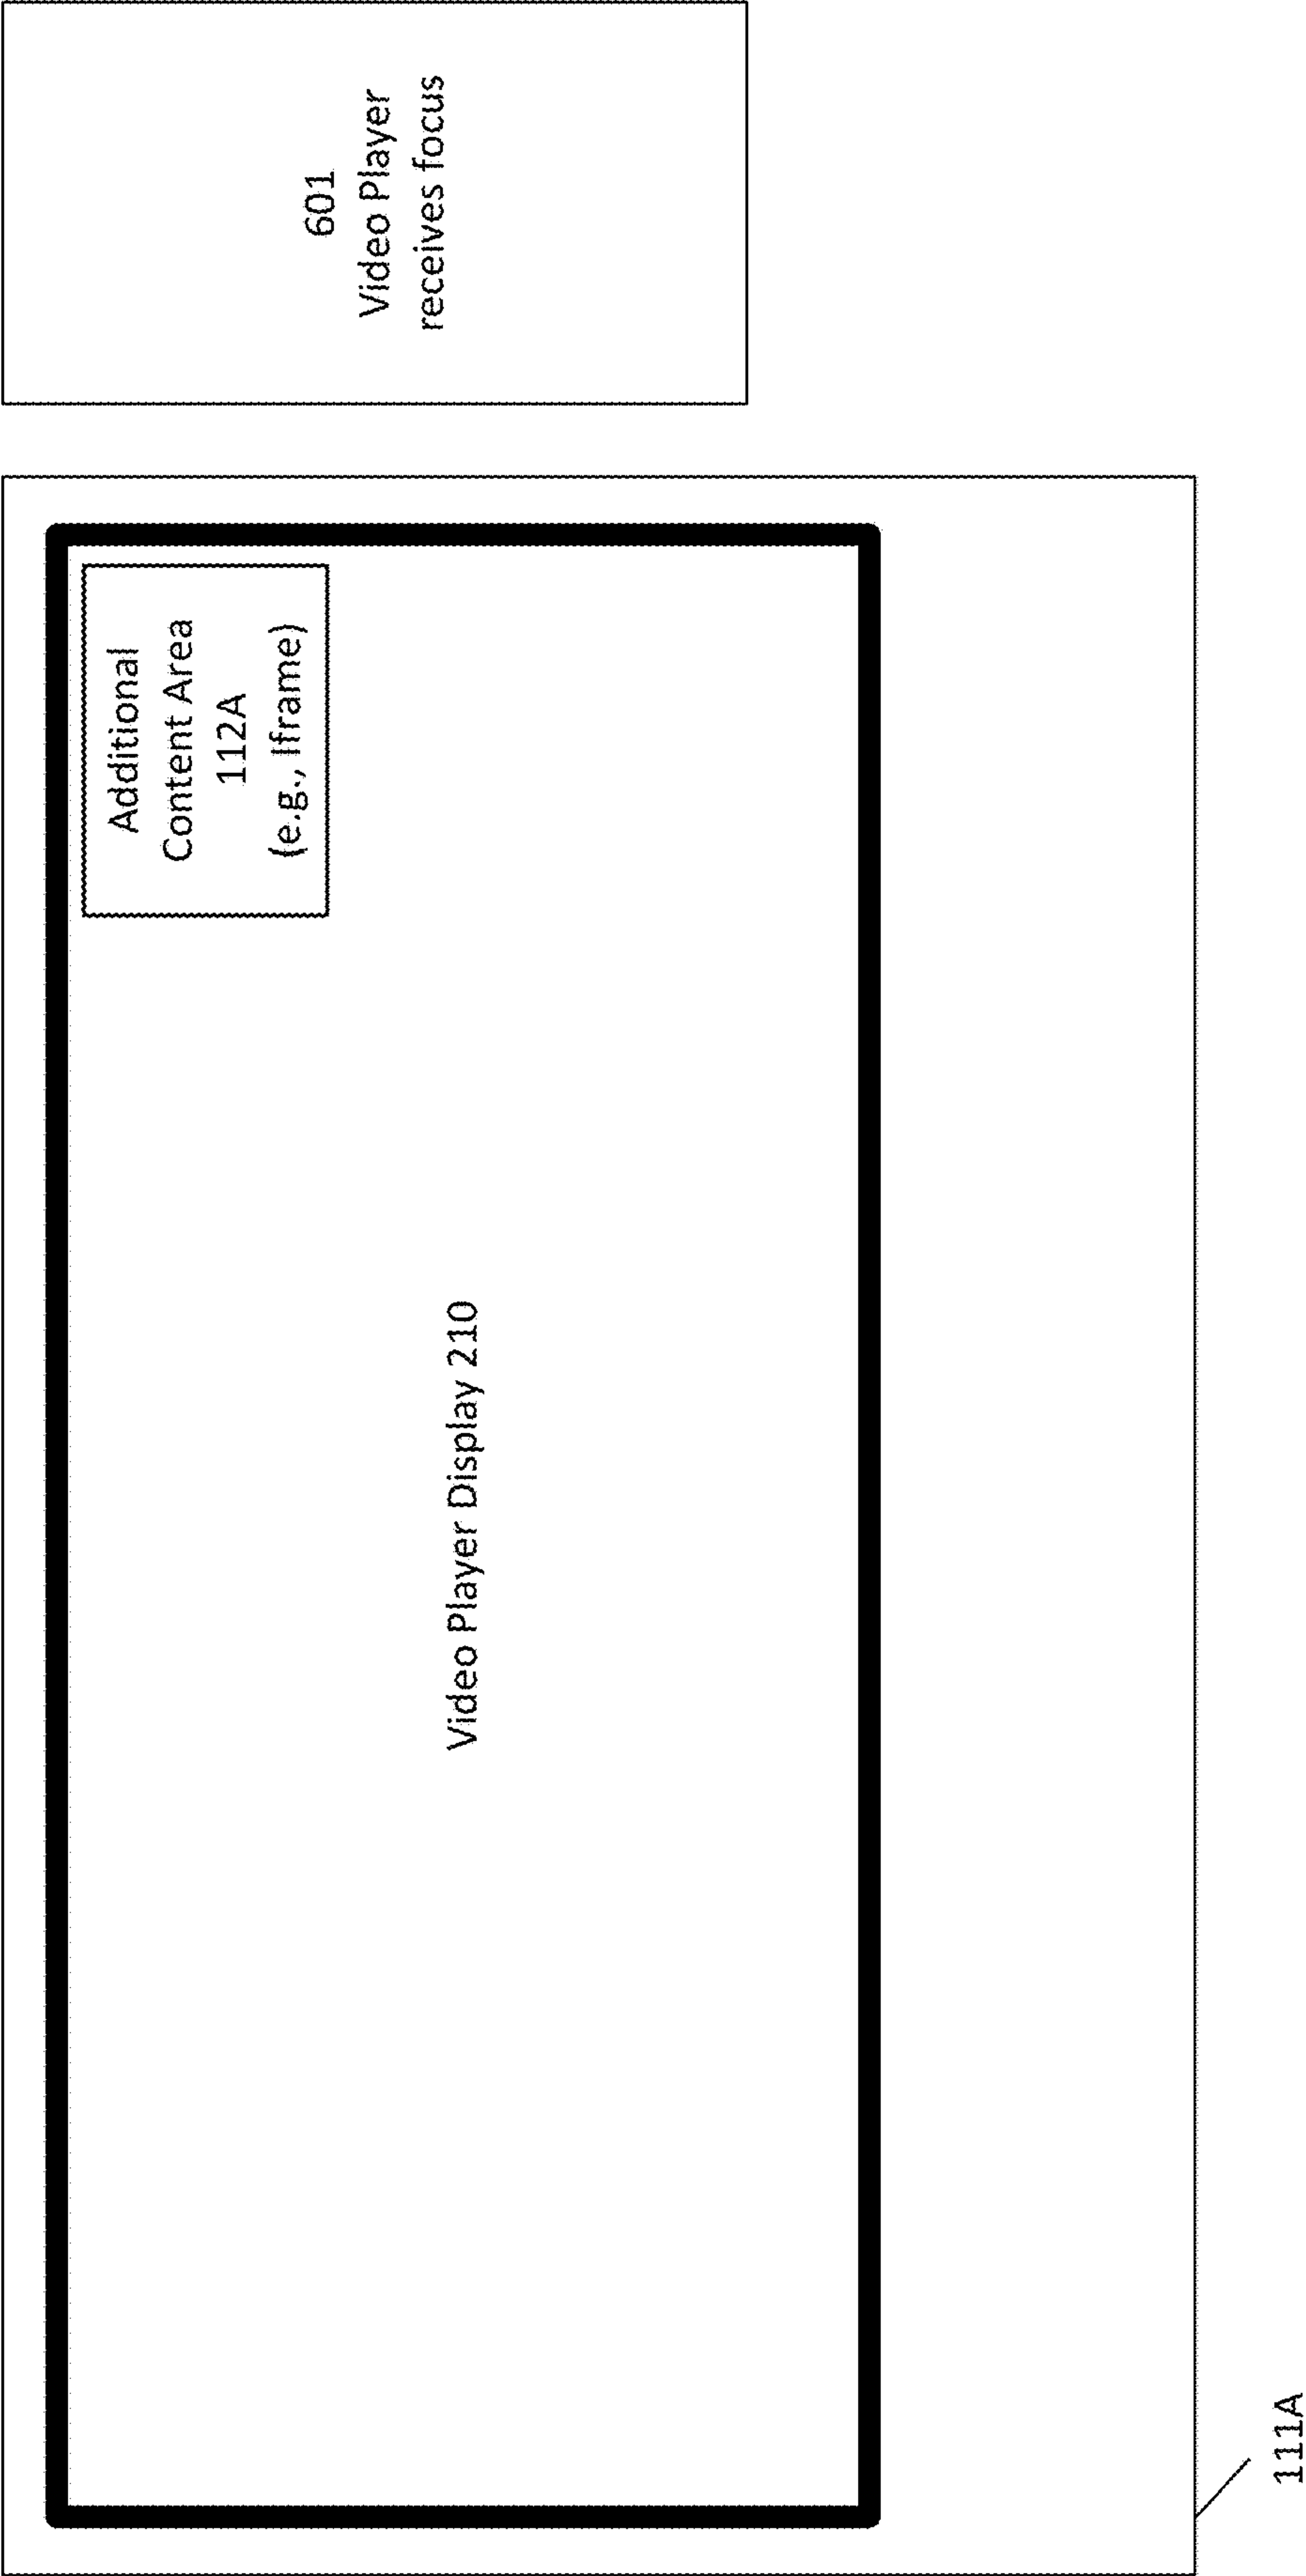 Additional
Content Area
112A
(e.g., Iframe)
Video Player Display 210
111A
601
Video Player
receives focus